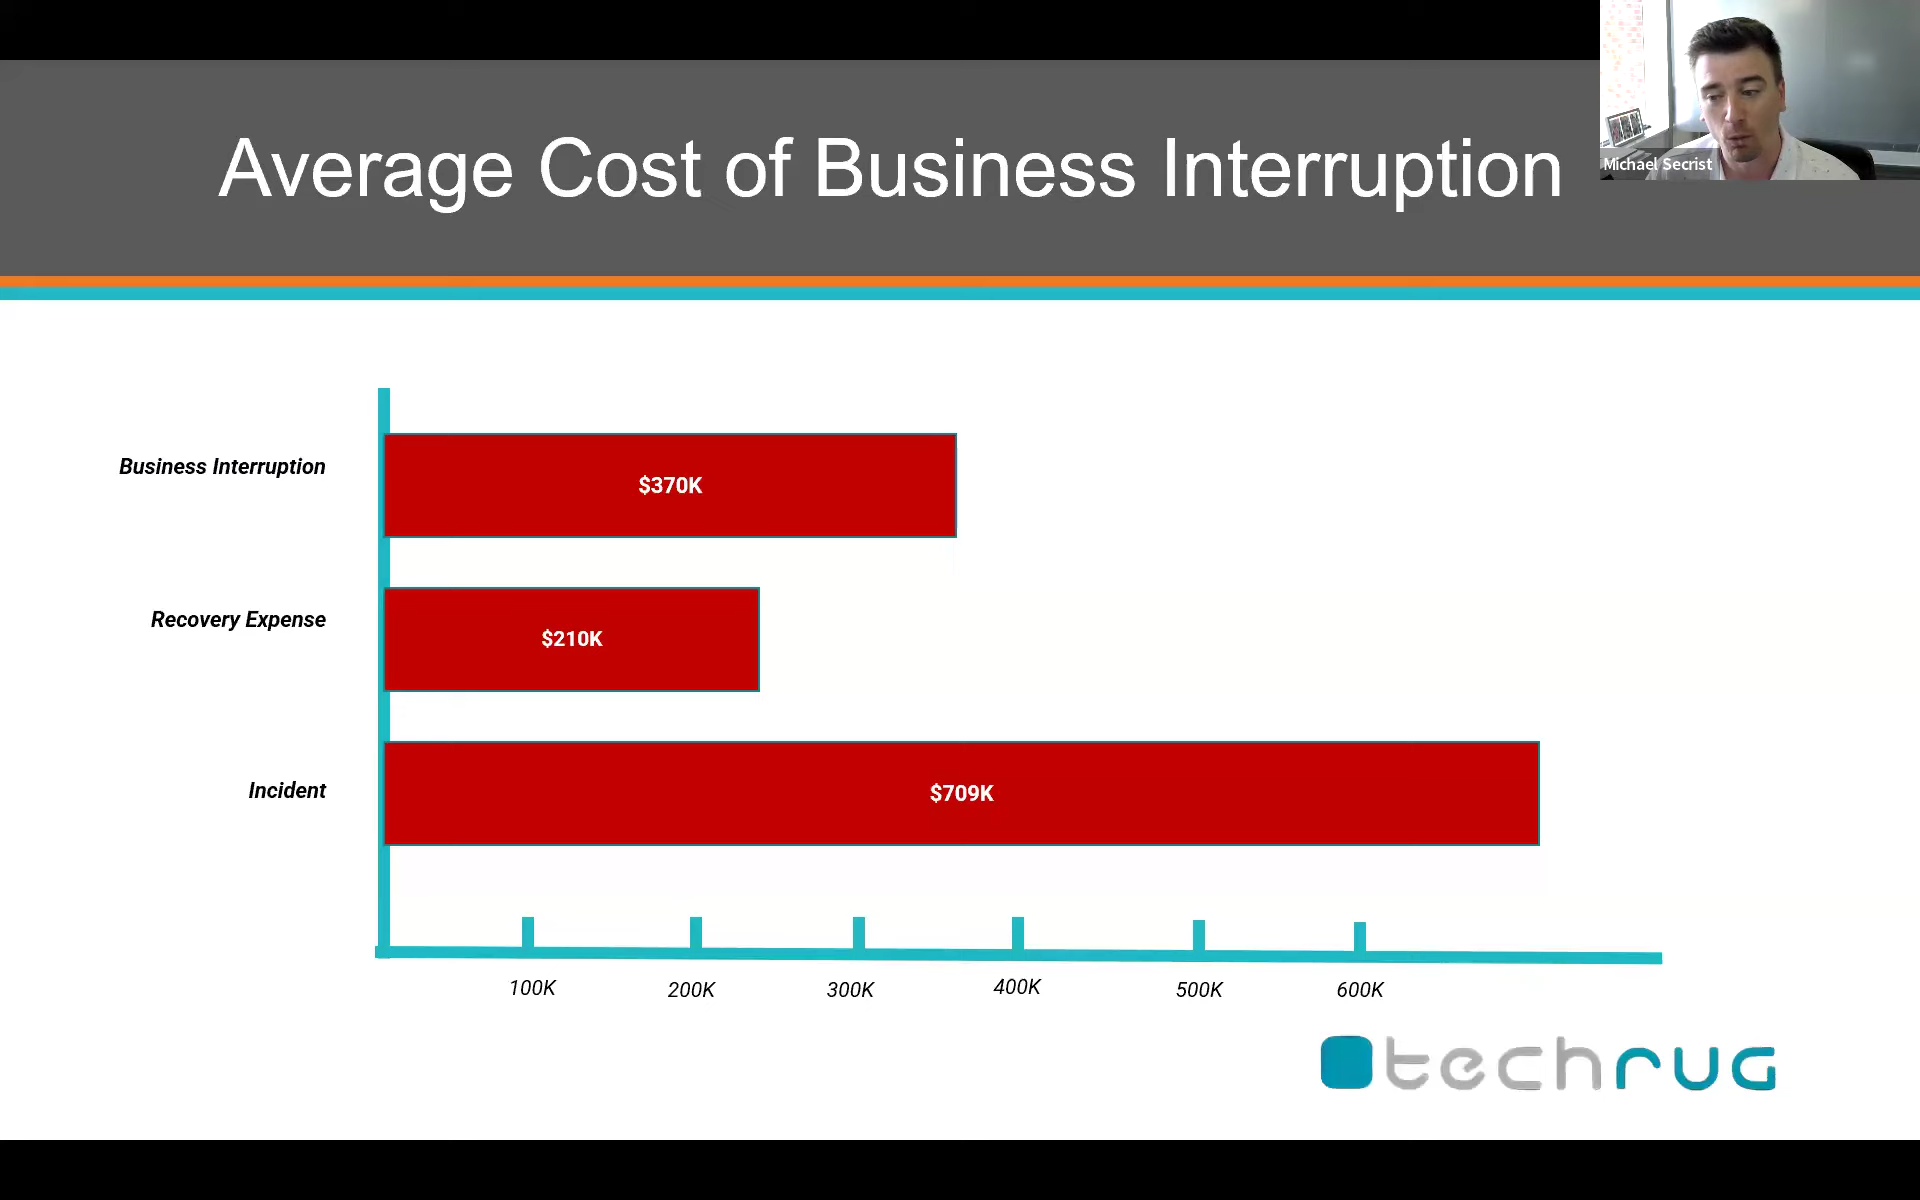 Average Cost of Business Interruption
Michael Secrist
Business Interruption
$370K
Recovery Expense
$210K
Incident
$709K
100K
200K
300K
400K
500K
600K
techrug